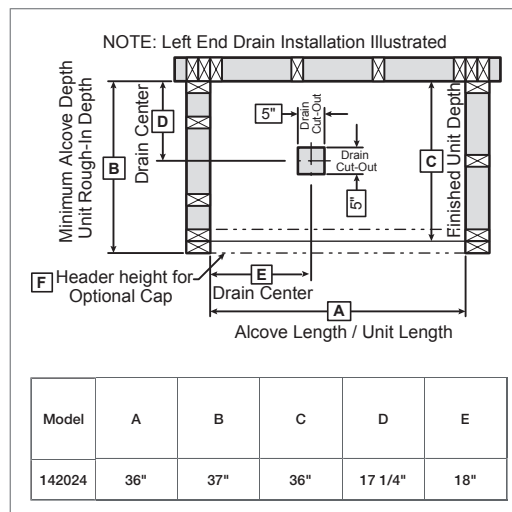 NOTE: Left End Drain Installation Illustrated
Minimum Alcove Depth
Unit Rough-In Depth
B
Drain Center
D
5"
Drain
Cut-Out
Drain
Cut-Out
5"
C
Finished Unit Depth
F Header height for
Optional Cap
E
Drain Center
A
Alcove Length / Unit Length
Model A B C D E
142024 36" 37" 36" 17 1/4" 18"